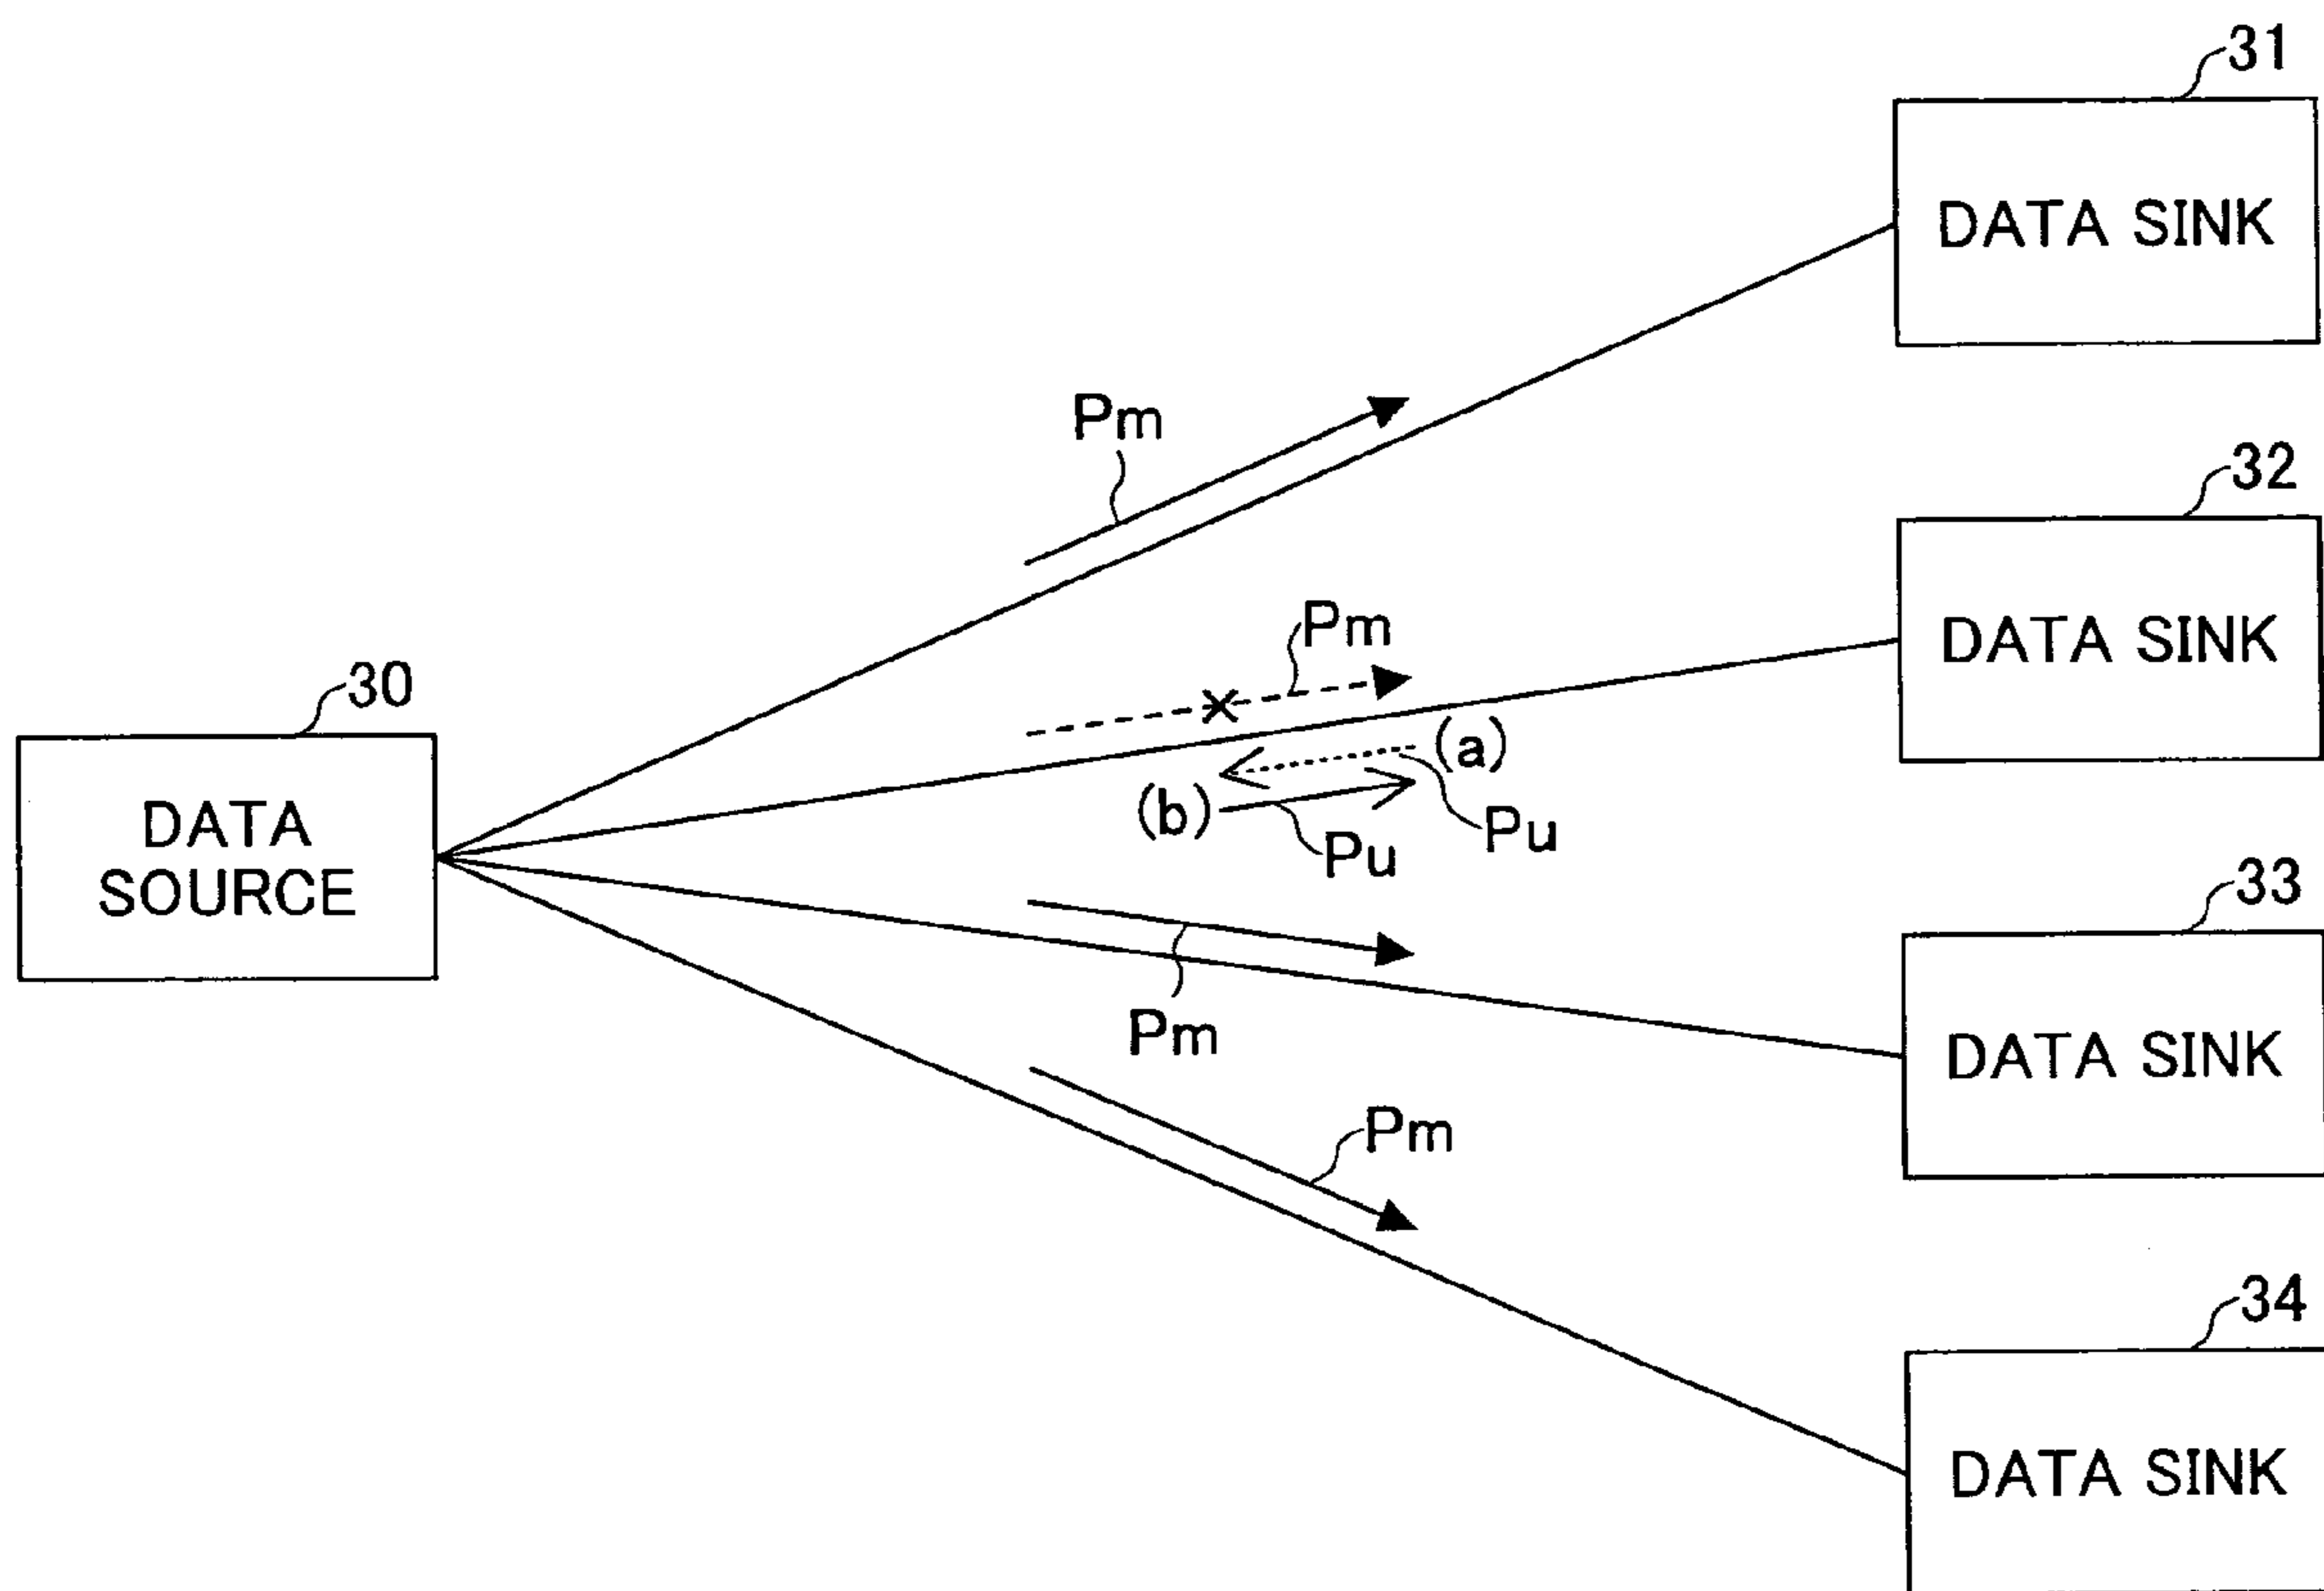 31
DATA SINK
Pm
32
Pm
DATA SINK
30
(a)
(b)
Pu
Pu
DATA
SOURCE
33
Pm
DATA SINK
Pm
34
DATA SINK